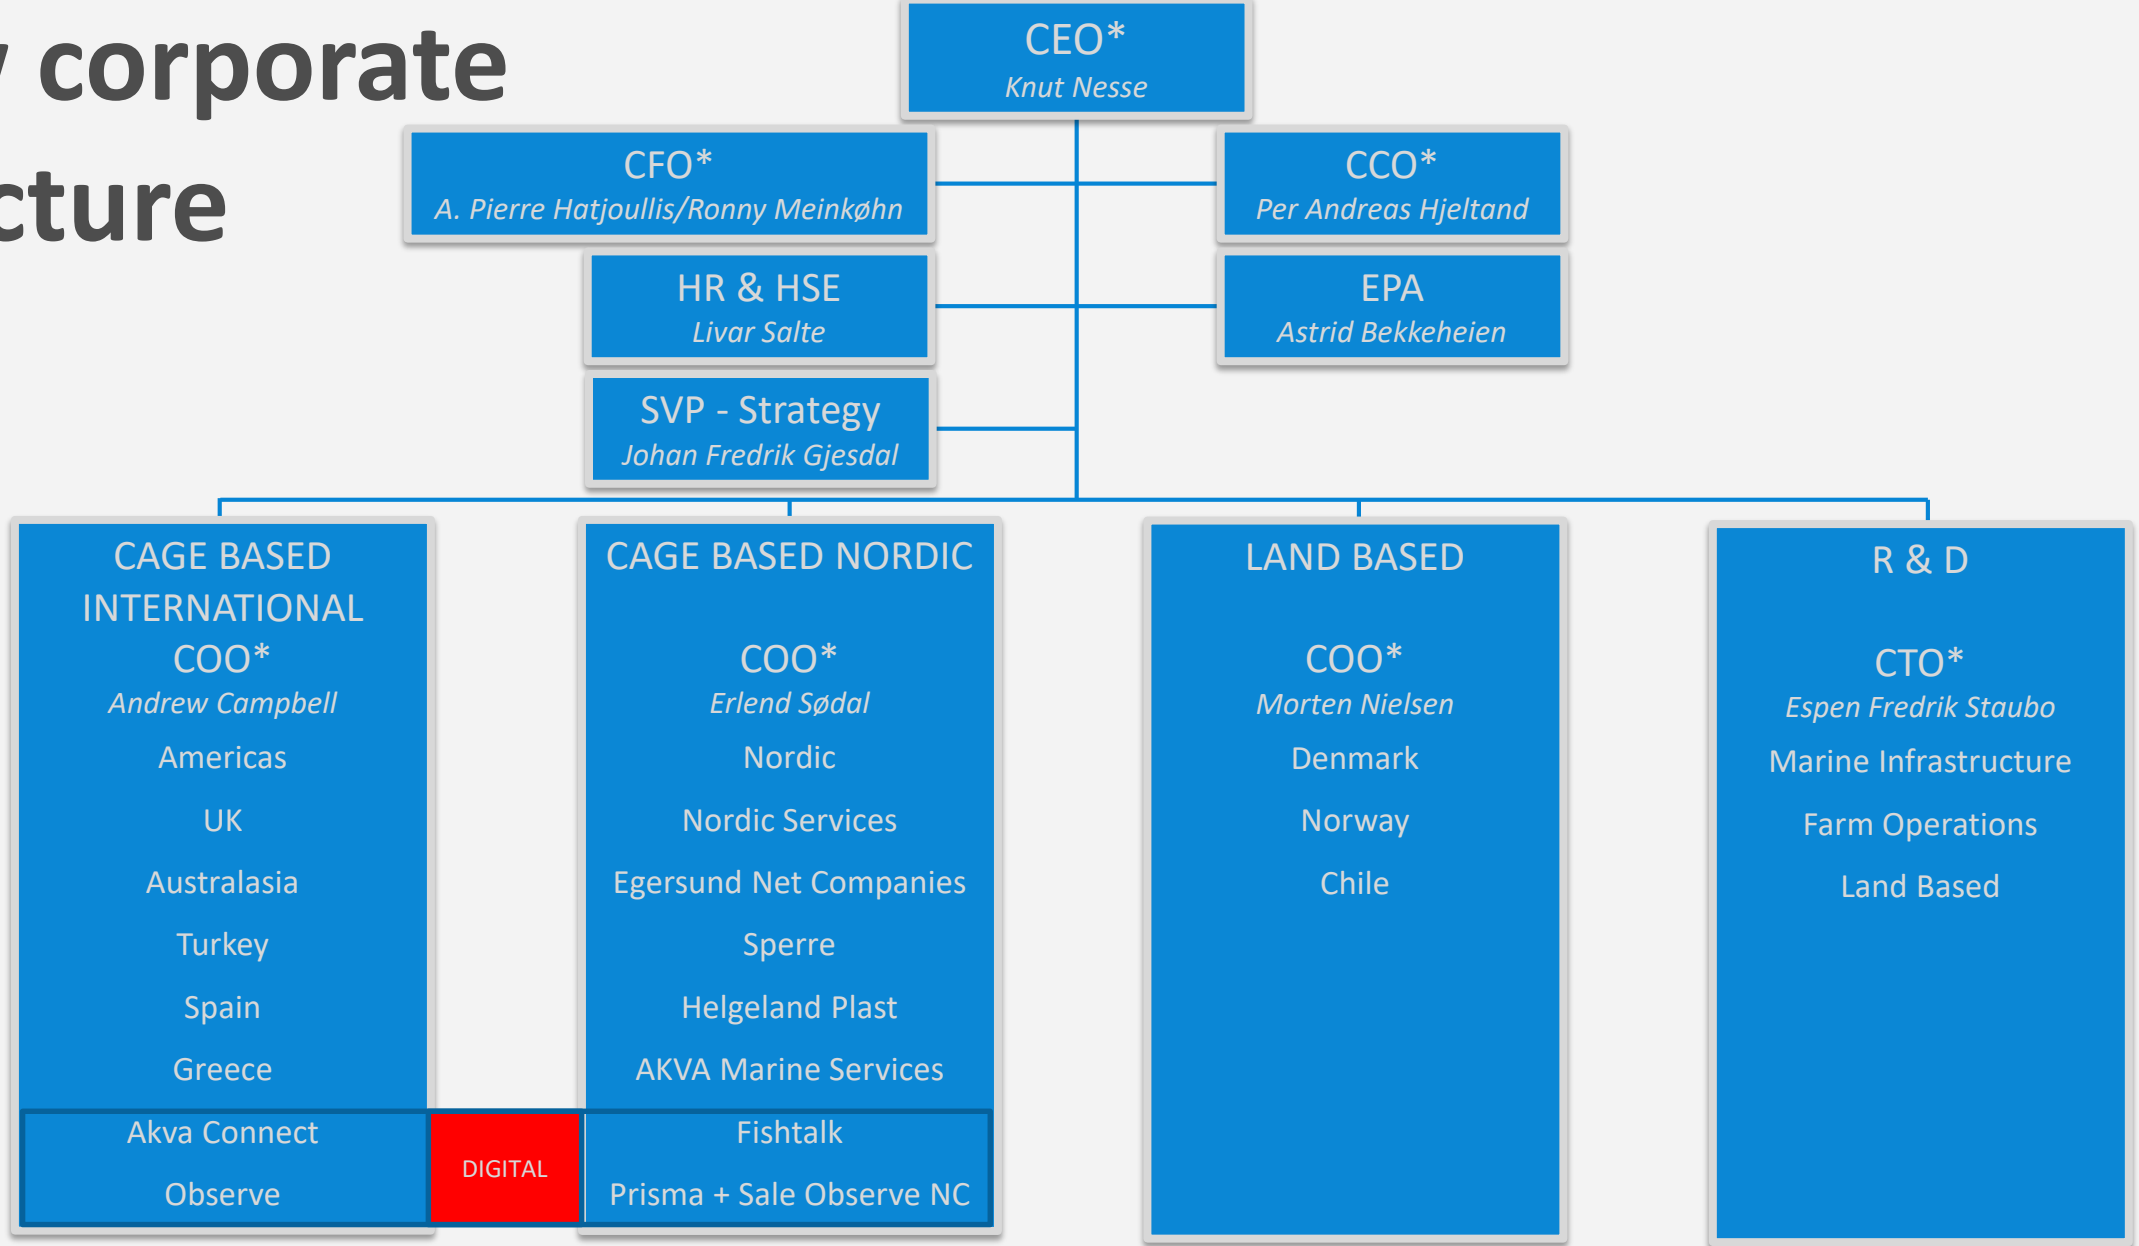 corporate
cture
CEO*
Knut Nesse
CFO*
A. Pierre Hatjoullis/Ronny Meinkøhn
CCO*
Per Andreas Hjeltand
HR & HSE
Livar Salte
EPA
Astrid Bekkeheien
SVP - Strategy
Johan Fredrik Gjesdal
CAGE BASED
INTERNATIONAL
COO*
Andrew Campbell
Americas
UK
Australasia
Turkey
Spain
Greece
Akva Connect
Observe
DIGITAL
CAGE BASED NORDIC
COO*
Erlend Sødal
Nordic
Nordic Services
Egersund Net Companies
Sperre
Helgeland Plast
AKVA Marine Services
Fishtalk
Prisma + Sale Observe NC
LAND BASED
COO*
Morten Nielsen
Denmark
Norway
Chile
R & D
CTO*
Espen Fredrik Staubo
Marine Infrastructure
Farm Operations
Land Based